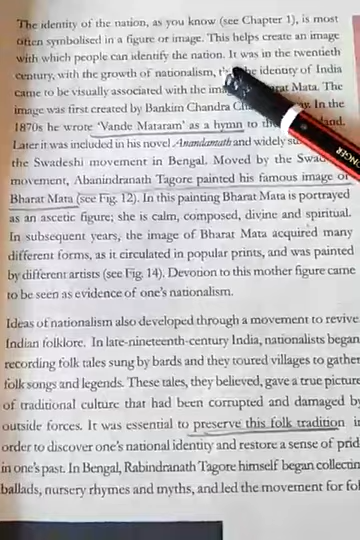 The identity of the nation, as you know (see Chapter 1), is most
often symbolised in a figure or image. This helps create an image
with which people can identify the nation. It was in the twentieth
century, with the growth of nationalism, the identity of India
came to be visually associated with the Bharat Mata. The
image was first created by Bankim Chandra In the
1870s he wrote 'Vande Mataram' as a hymn to the
Later it was included in his novel Anandamath and widely
the Swadeshi movement in Bengal. Moved by the
movement, Abanindranath Tagore painted his famous image of
Bharat Mata (see Fig. 12). In this painting Bharat Mata is portrayed
as an ascetic figure; she is calm, composed, divine and spiritual.
In subsequent years, the image of Bharat Mata acquired many
different forms, as it circulated in popular prints, and was painted
by different artists (see Fig. 14). Devotion to this mother figure came
to be seen as evidence of one's nationalism.
Ideas of nationalism also developed through a movement to revive
Indian folklore. In late-nineteenth-century India, nationalists began
recording folk tales sung by bards and they toured villages to gather
folk songs and legends. These tales, they believed, gave a true picture
of traditional culture that had been corrupted and damaged by
outside forces. It was essential to preserve this folk tradition in
order to discover one's national identity and restore a sense of
in one's past. In Bengal, Rabindranath Tagore himself began
ballads, nursery rhymes and myths, and led the movement for